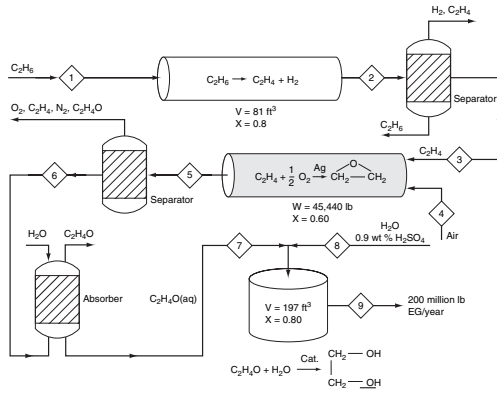 H2, C2H4
C2H6
1
C2H6 → C2H4 + H2
2
V = 81 ft³
X = 0.8
Separator
C2H6
O2, C2H4, N2, C2H4O
C2H4
3
6
5
C2H4 + 1/2 O2 Ag → CH2 — CH2
O
Separator
W = 45,440 lb
X = 0.60
4
Air
H2O
C2H4O
7
H2O
0.9 wt % H2SO4
8
Absorber
C2H4O(aq)
V = 197 ft³
X = 0.80
9
200 million lb
EG/year
C2H4O + H2O Cat. →
CH2 — OH
CH2 — OH